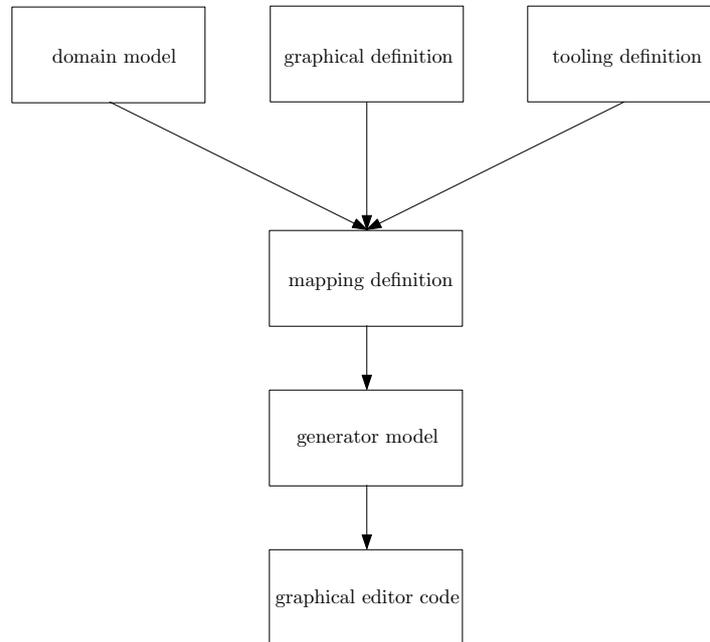 domain model
graphical definition
tooling definition
mapping definition
generator model
graphical editor code